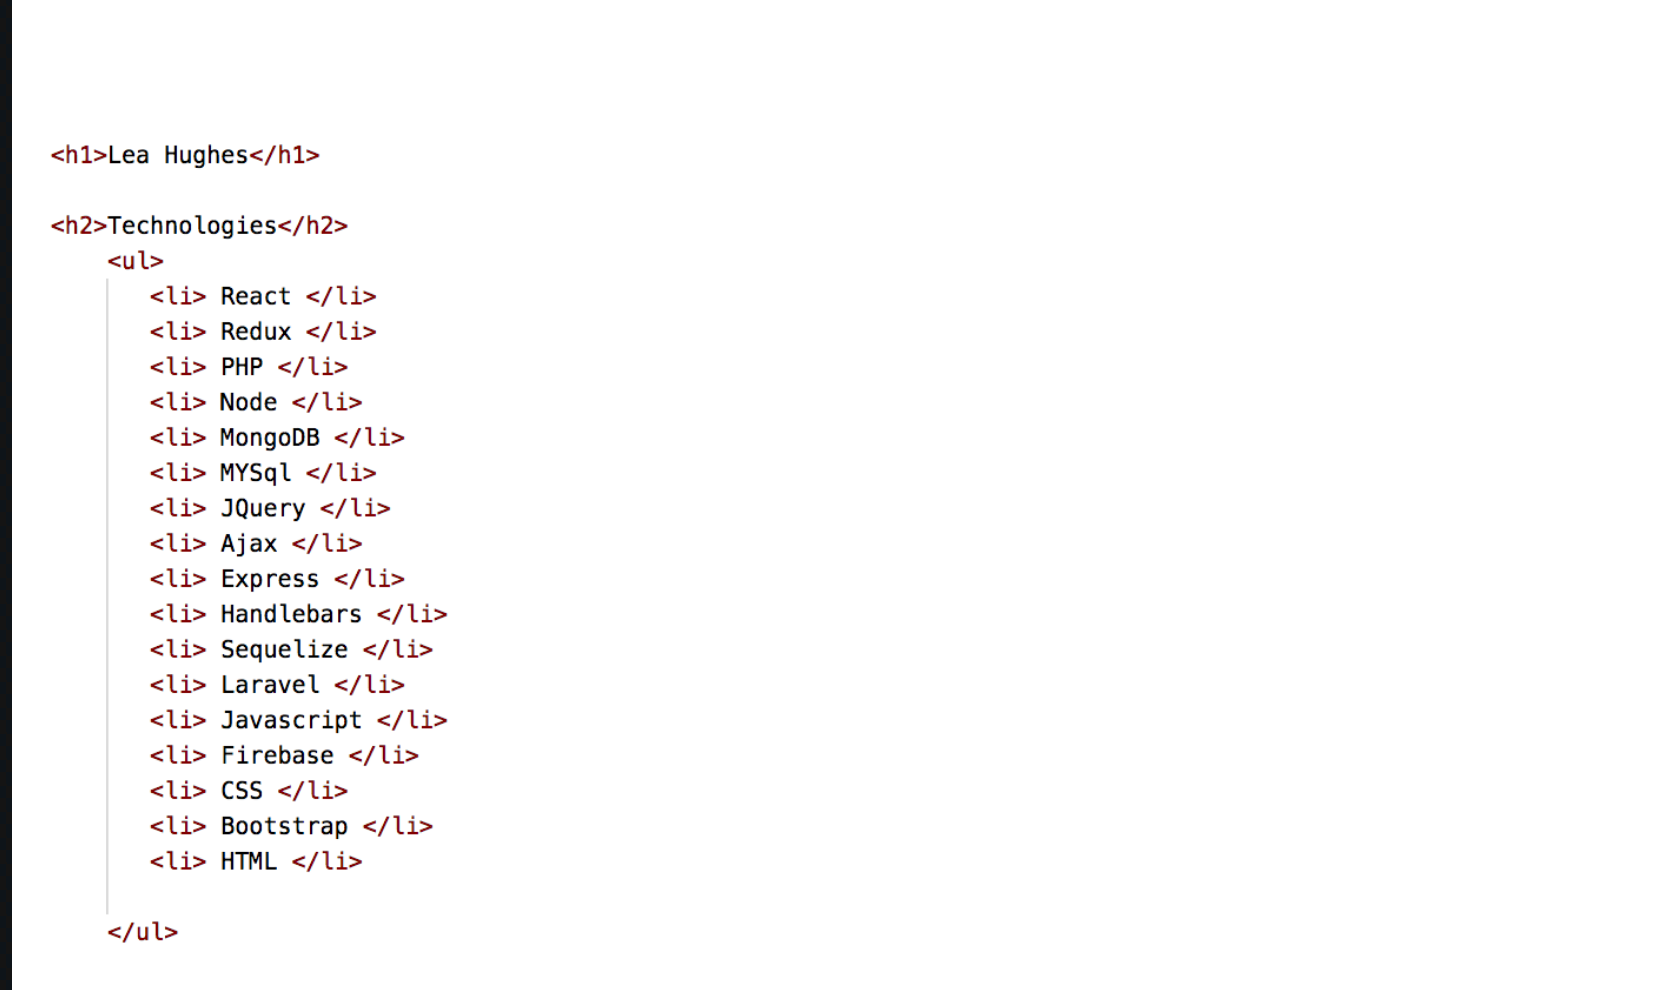 <h1>Lea Hughes</h1>
<h2>Technologies</h2>
<ul>
<li> React </li>
<li> Redux </li>
<li> PHP </li>
<li> Node </li>
<li> MongoDB </li>
<li> MYSql </li>
<li> JQuery </li>
<li> Ajax </li>
<li> Express </li>
<li> Handlebars </li>
<li> Sequelize </li>
<li> Laravel </li>
<li> Javascript </li>
<li> Firebase </li>
<li> CSS </li>
<li> Bootstrap </li>
<li> HTML </li>
</ul>